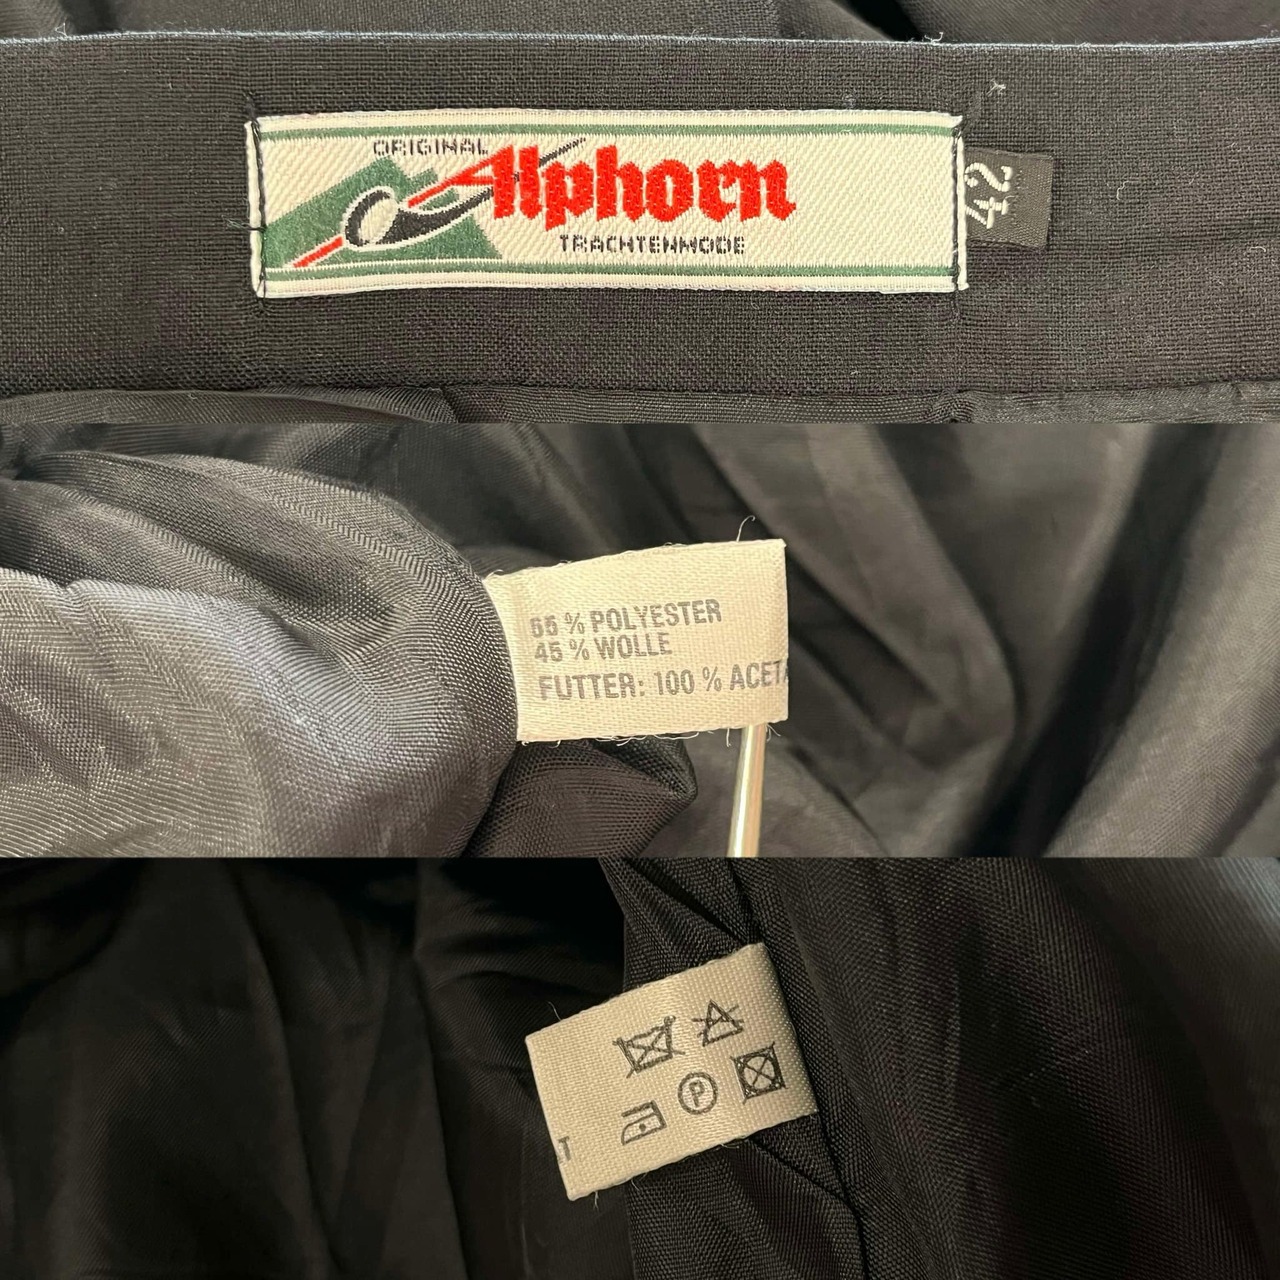 ORIGINAL
Alphorn
TRACHTENMODE
42
55 % POLYESTER
45 % WOLLE
FUTTER: 100 % ACETA
P
T